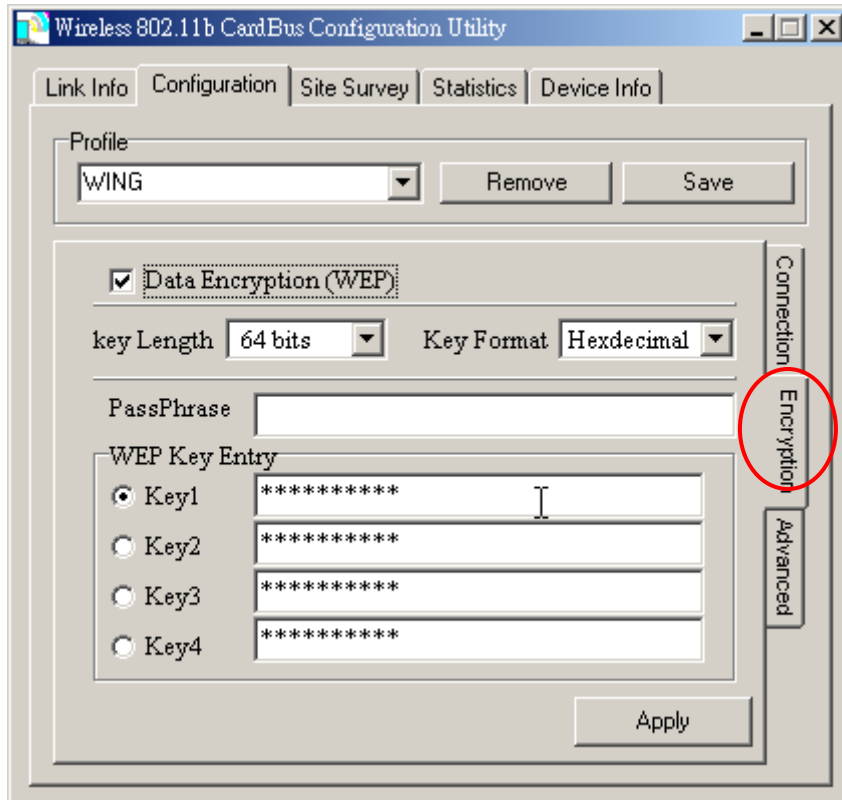 Wireless 802.11b CardBus Configuration Utility
Link Info Configuration Site Survey Statistics Device Info
Profile
WING Remove Save
Data Encryption (WEP)
key Length 64 bits Key Format Hexdecimal
PassPhrase
WEP Key Entry
Key1 **********
Key2 **********
Key3 **********
Key4 **********
Apply
Connection
Encryption
Advanced